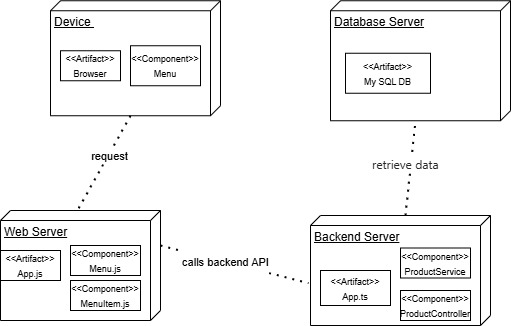 Device
<<Artifact>>
Browser
<<Component>>
Menu
Database Server
<<Artifact>>
My SQL DB
request
retrieve data
Web Server
<<Artifact>>
App.js
<<Component>>
Menu.js
<<Component>>
MenuItem.js
calls backend API
Backend Server
<<Artifact>>
App.ts
<<Component>>
ProductService
<<Component>>
ProductController